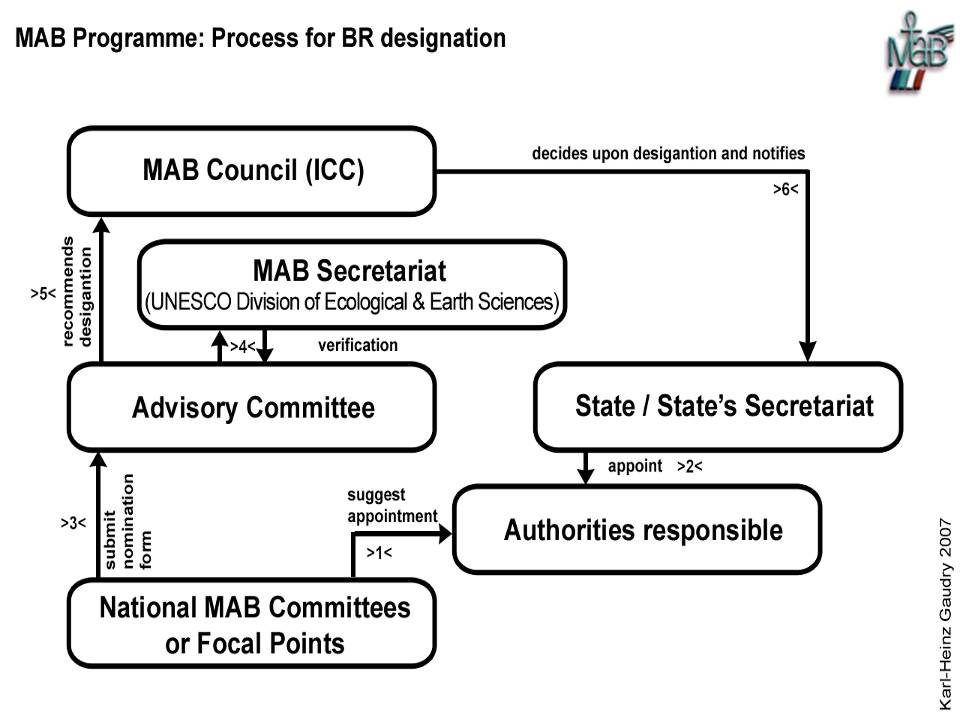 MAB Programme: Process for BR designation
MaB
MAB Council (ICC)
decides upon desigantion and notifies
>6<
>5<
recommends
desigantion
MAB Secretariat
(UNESCO Division of Ecological & Earth Sciences)
>4<
verification
Advisory Committee
State / State's Secretariat
appoint >2<
>3<
submit
nomination
form
suggest
appointment
>1<
Authorities responsible
National MAB Committees
or Focal Points
Karl-Heinz Gaudry 2007